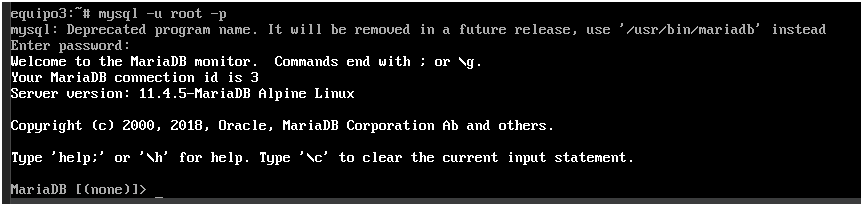 equipo3:~# mysql -u root -p
mysql: Deprecated program name. It will be removed in a future release, use '/usr/bin/mariadb' instead
Enter password:
Welcome to the MariaDB monitor.  Commands end with ; or \g.
Your MariaDB connection id is 3
Server version: 11.4.5-MariaDB Alpine Linux

Copyright (c) 2000, 2018, Oracle, MariaDB Corporation Ab and others.

Type 'help;' or '\h' for help. Type '\c' to clear the current input statement.

MariaDB [(none)]> _